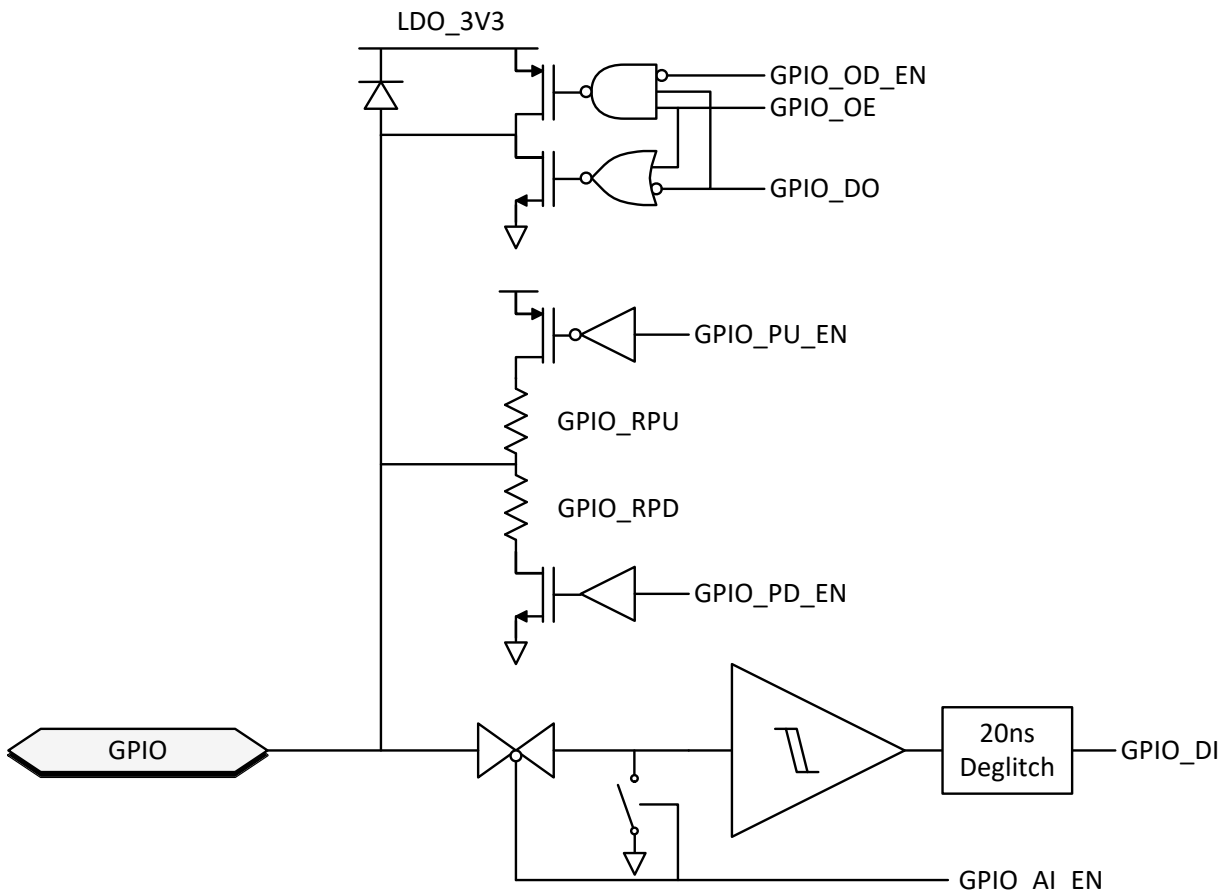 LDO_3V3
GPIO_OD_EN
GPIO_OE
GPIO_DO
GPIO_PU_EN
GPIO_RPU
GPIO_RPD
GPIO_PD_EN
GPIO
20ns
Deglitch
GPIO_DI
GPIO_AI_EN